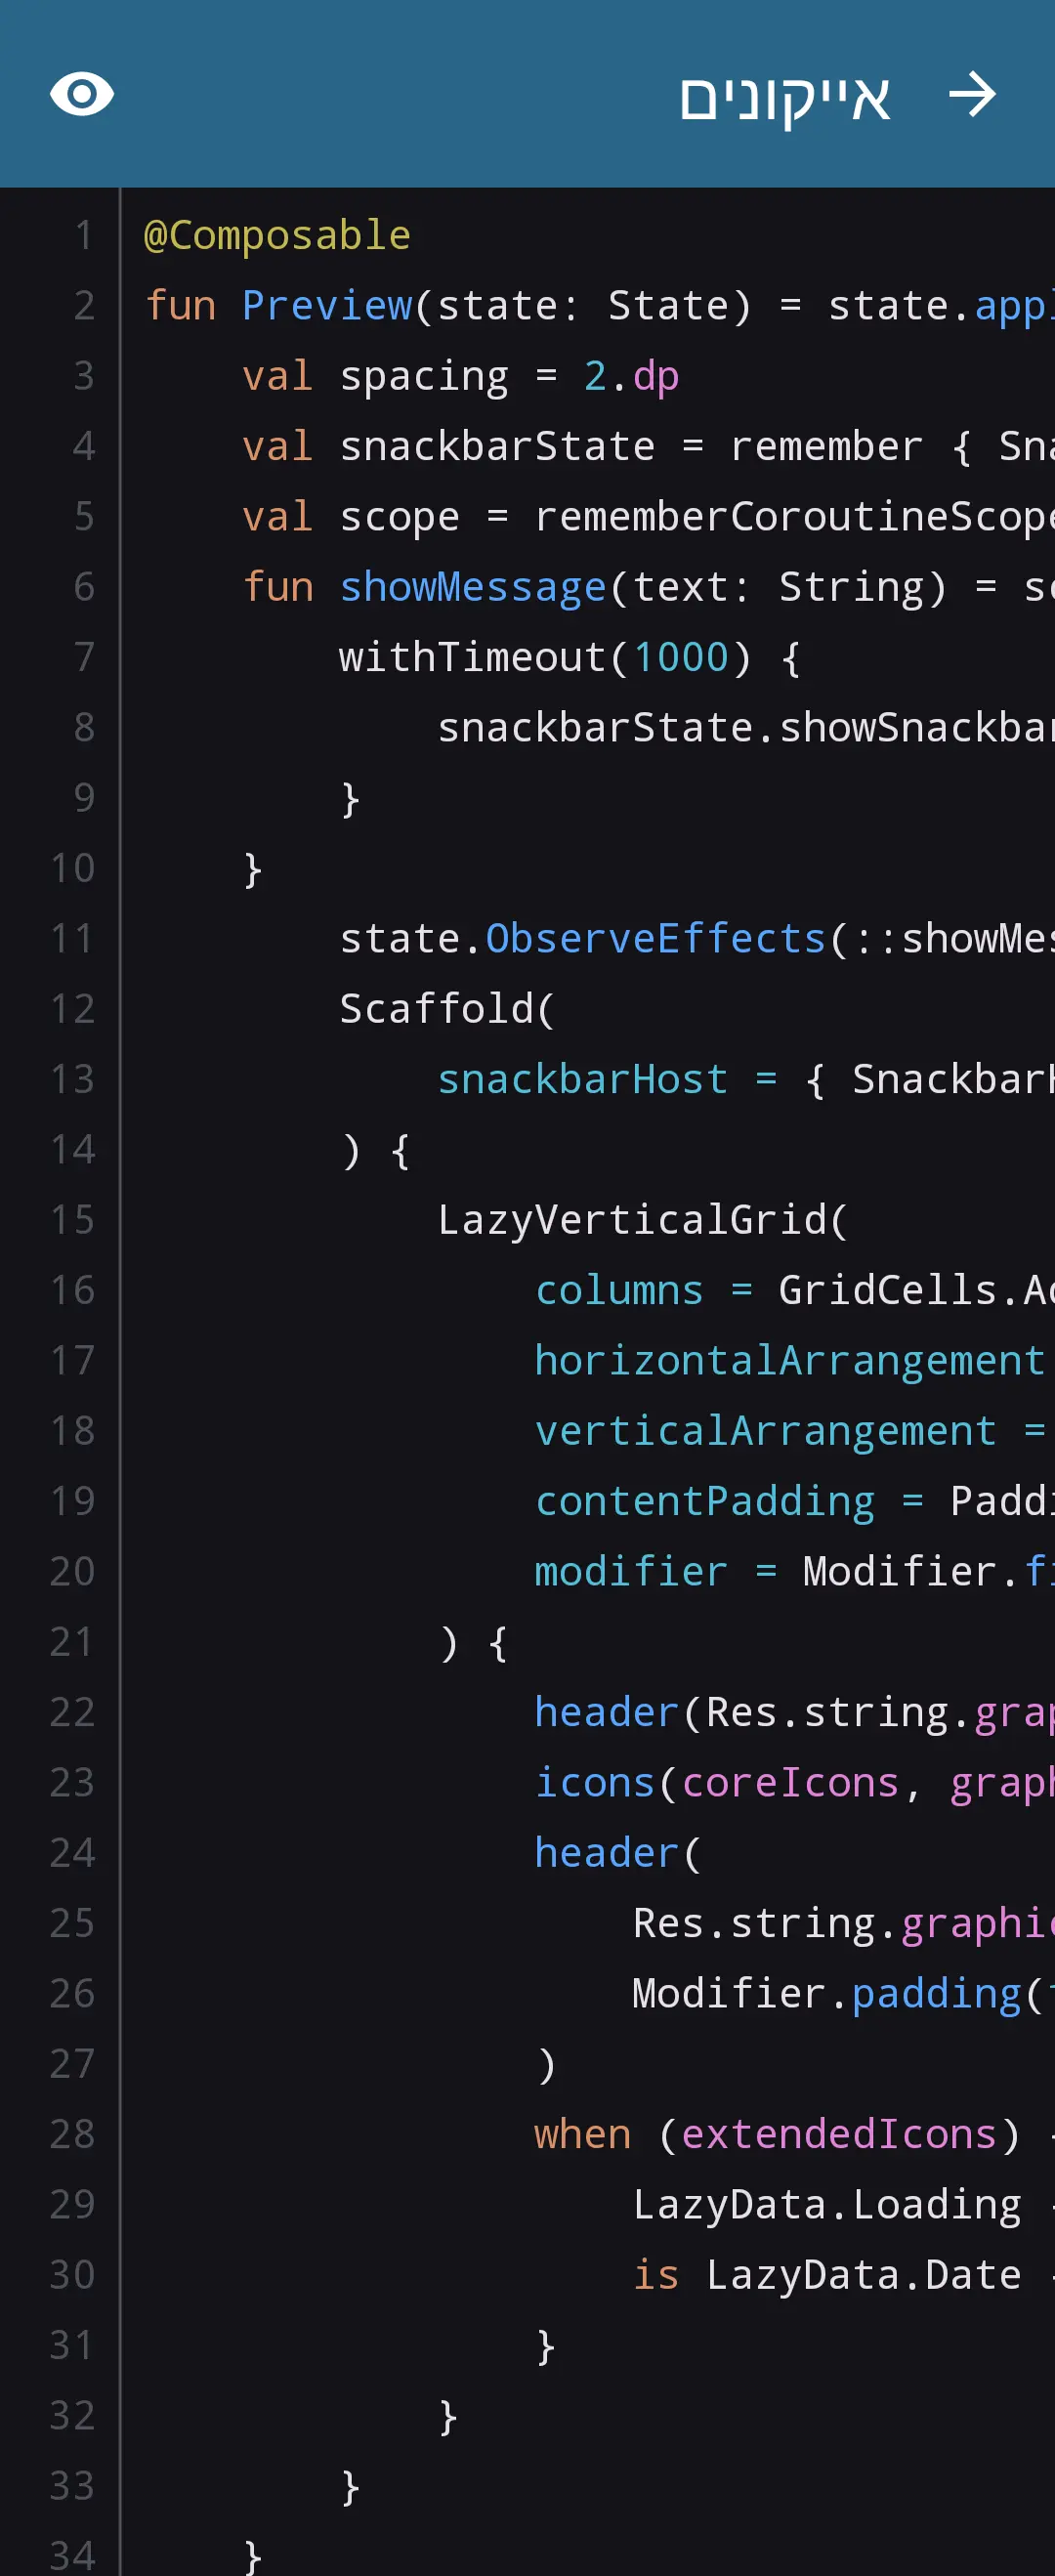 אייקונים
1 @Composable
2 fun Preview(state: State) = state.appl
3 val spacing = 2.dp
4 val snackbarState = remember { Sna
5 val scope = rememberCoroutineScope
6 fun showMessage(text: String) = sc
7 withTimeout(1000) {
8 snackbarState.showSnackbar
9 }
10 }
11 state.ObserveEffects(::showMes
12 Scaffold(
13 snackbarHost = { SnackbarH
14 ) {
15 LazyVerticalGrid(
16 columns = GridCells.Ad
17 horizontalArrangement
18 verticalArrangement =
19 contentPadding = Paddi
20 modifier = Modifier.fi
21 ) {
22 header(Res.string.grap
23 icons(coreIcons, graph
24 header(
25 Res.string.graphic
26 Modifier.padding(
27 )
28 when (extendedIcons)
29 LazyData.Loading
30 is LazyData.Date
31 }
32 }
33 }
34 }